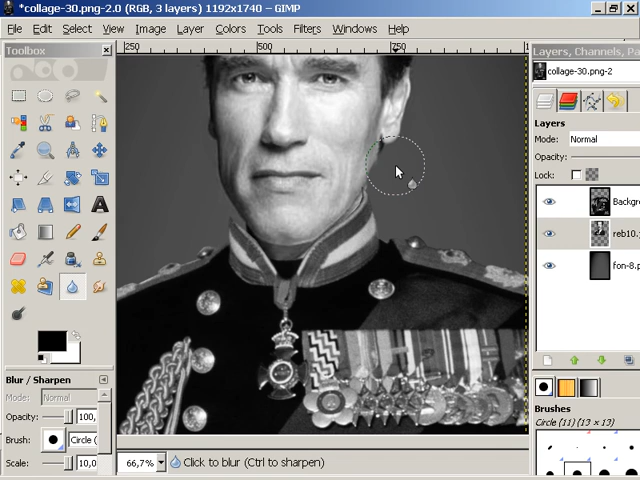 *collage-30.png-2.0 (RGB, 3 layers) 1192x1740 – GIMP
File Edit Select View Image Layer Colors Tools Filters Windows Help
Toolbox
250 500 750
Layers, Channels, Pa
collage-30.png-2
Layers
Mode: Normal
Opacity:
Lock:
Backgr
reb10.
fon-8.p
Blur / Sharpen
Mode: Normal
Opacity: 100,
Brush: Circle (
Scale: 10,0
66,7% Click to blur (Ctrl to sharpen)
Brushes
Circle (11) (13 × 13)